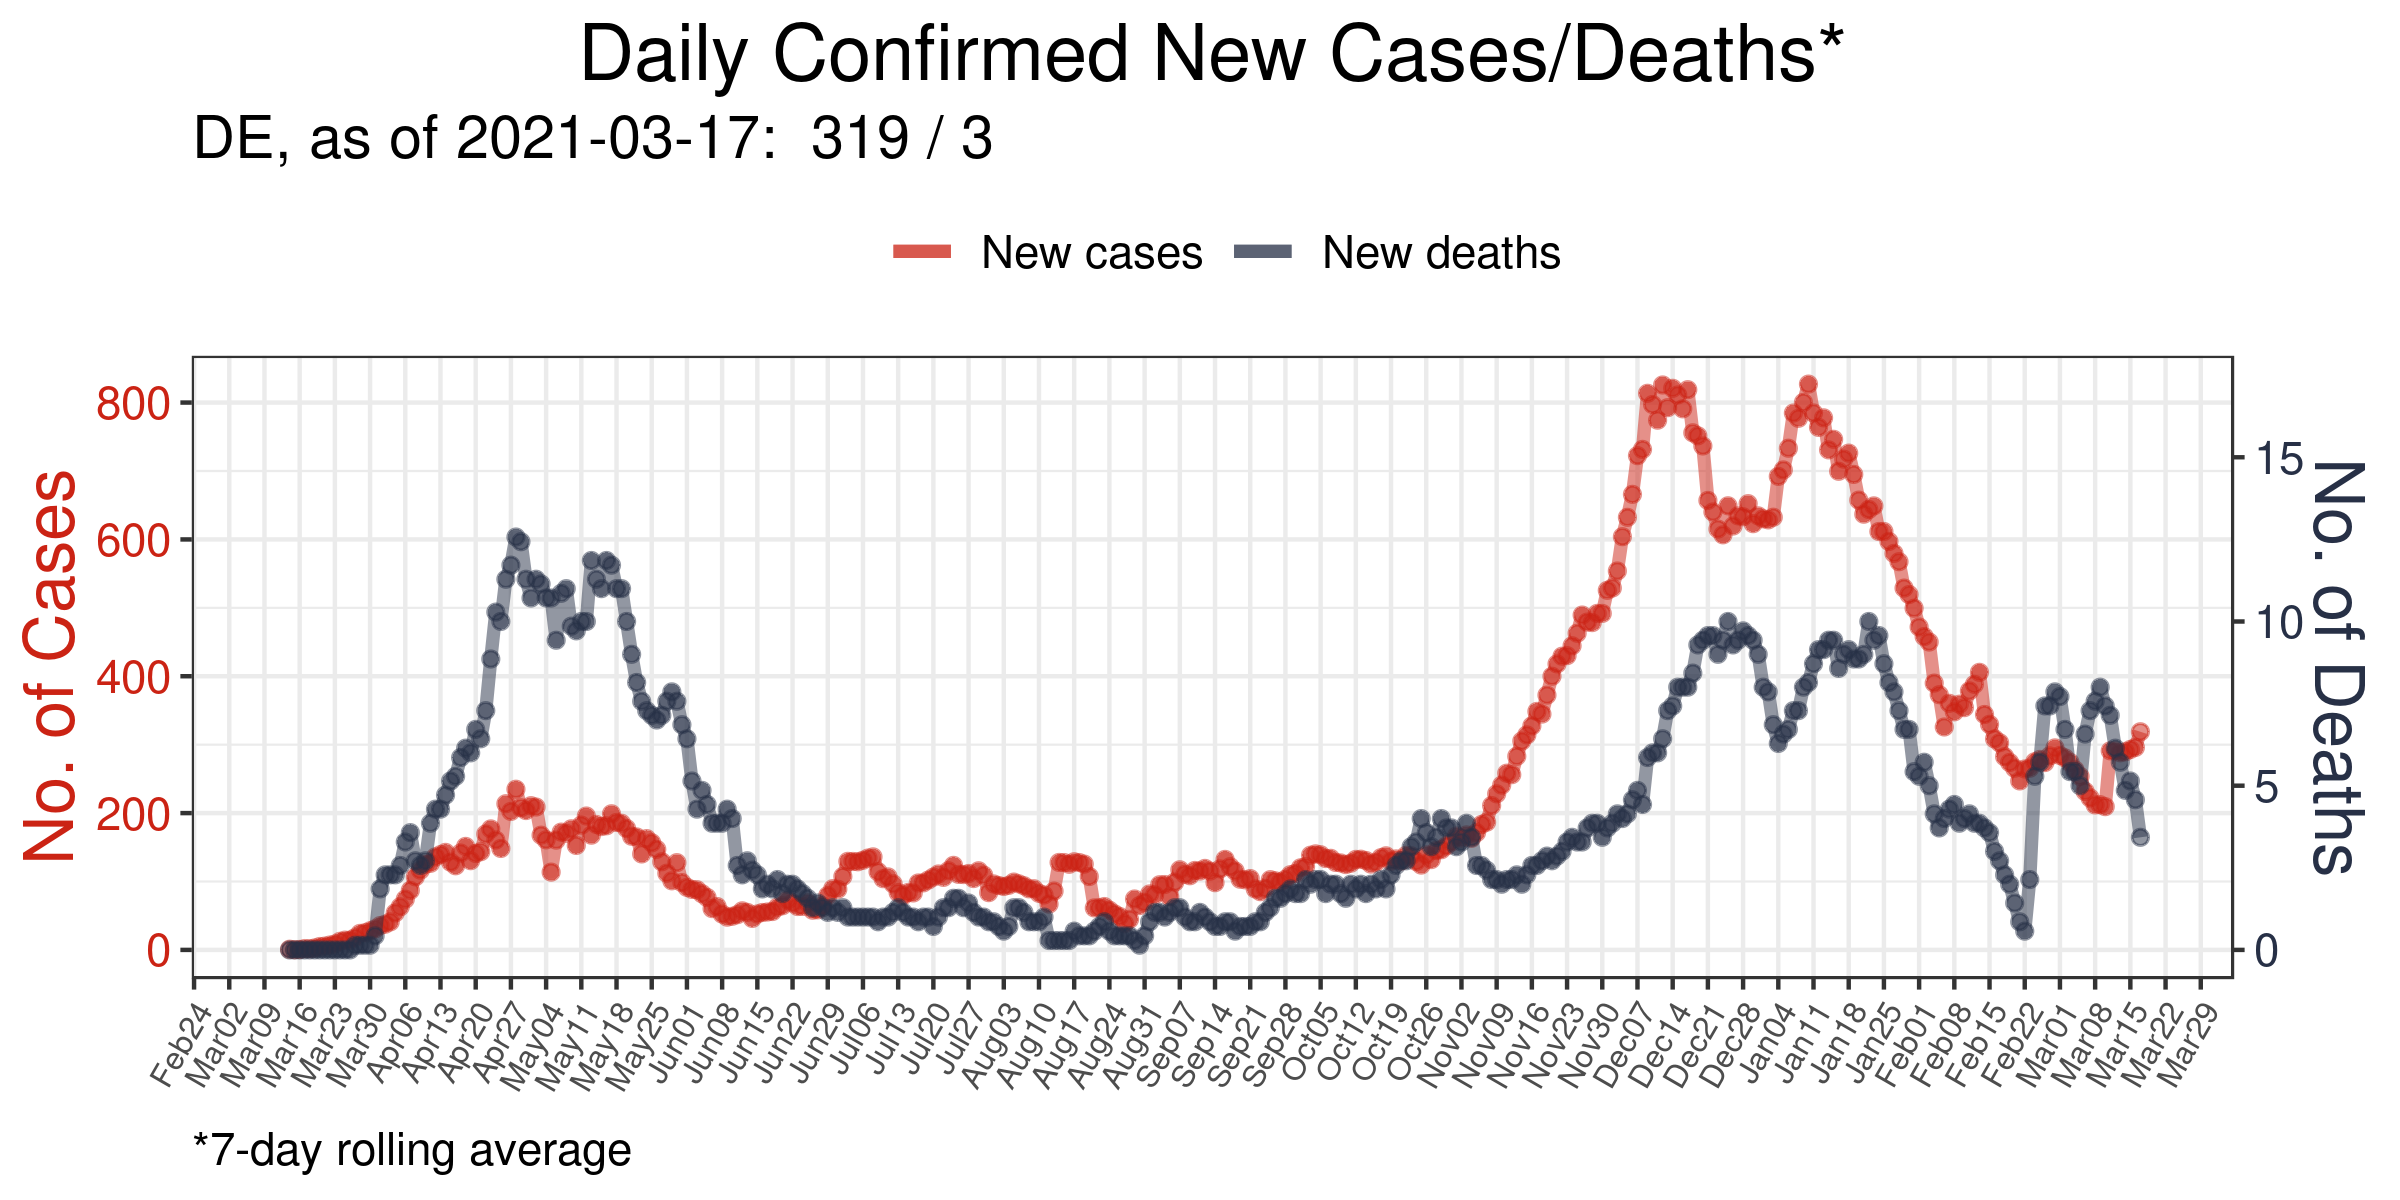 Daily Confirmed New Cases/Deaths*
DE, as of 2021-03-17:  319 / 3
New cases
New deaths
No. of Cases
800
600
400
200
0
15
10
5
0
No. of Deaths
Feb24
Mar02
Mar09
Mar16
Mar23
Mar30
Apr06
Apr13
Apr20
Apr27
May04
May11
May18
May25
Jun01
Jun08
Jun15
Jun22
Jun29
Jul06
Jul13
Jul20
Jul27
Aug03
Aug10
Aug17
Aug24
Aug31
Sep07
Sep14
Sep21
Sep28
Oct05
Oct12
Oct19
Oct26
Nov02
Nov09
Nov16
Nov23
Nov30
Dec07
Dec14
Dec21
Dec28
Jan04
Jan11
Jan18
Jan25
Feb01
Feb08
Feb15
Feb22
Mar01
Mar08
Mar15
Mar22
Mar29
*7-day rolling average